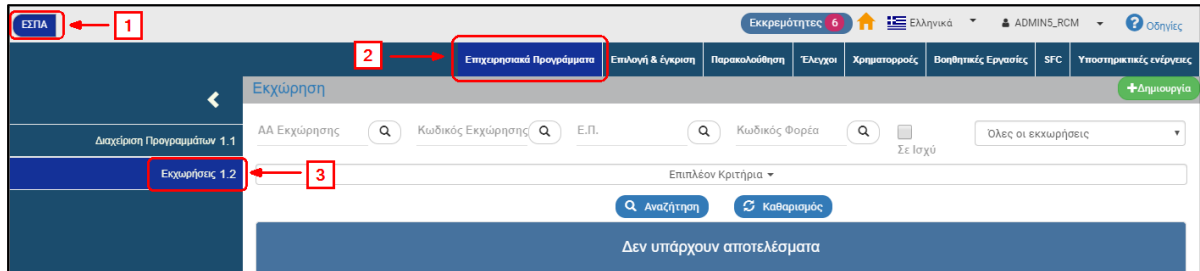 ΕΣΠΑ 1 Εκκρεμότητες 6 Ελληνικά ADMIN5_RCM Οδηγίες
2 Επιχειρησιακά Προγράμματα Επιλογή & έγκριση Παρακολούθηση Έλεγχοι Χρηματορροές Βοηθητικές Εργασίες SFC Υποστηρικτικές ενέργειες
Εκχώρηση Δημιουργία
Διαχείριση Προγραμμάτων 1.1
ΑΑ Εκχώρησης Κωδικός Εκχώρησης Ε.Π. Κωδικός Φορέα Σε Ισχύ Όλες οι εκχωρήσεις
Εκχωρήσεις 1.2 3 Επιπλέον Κριτήρια
Αναζήτηση Καθαρισμός
Δεν υπάρχουν αποτελέσματα